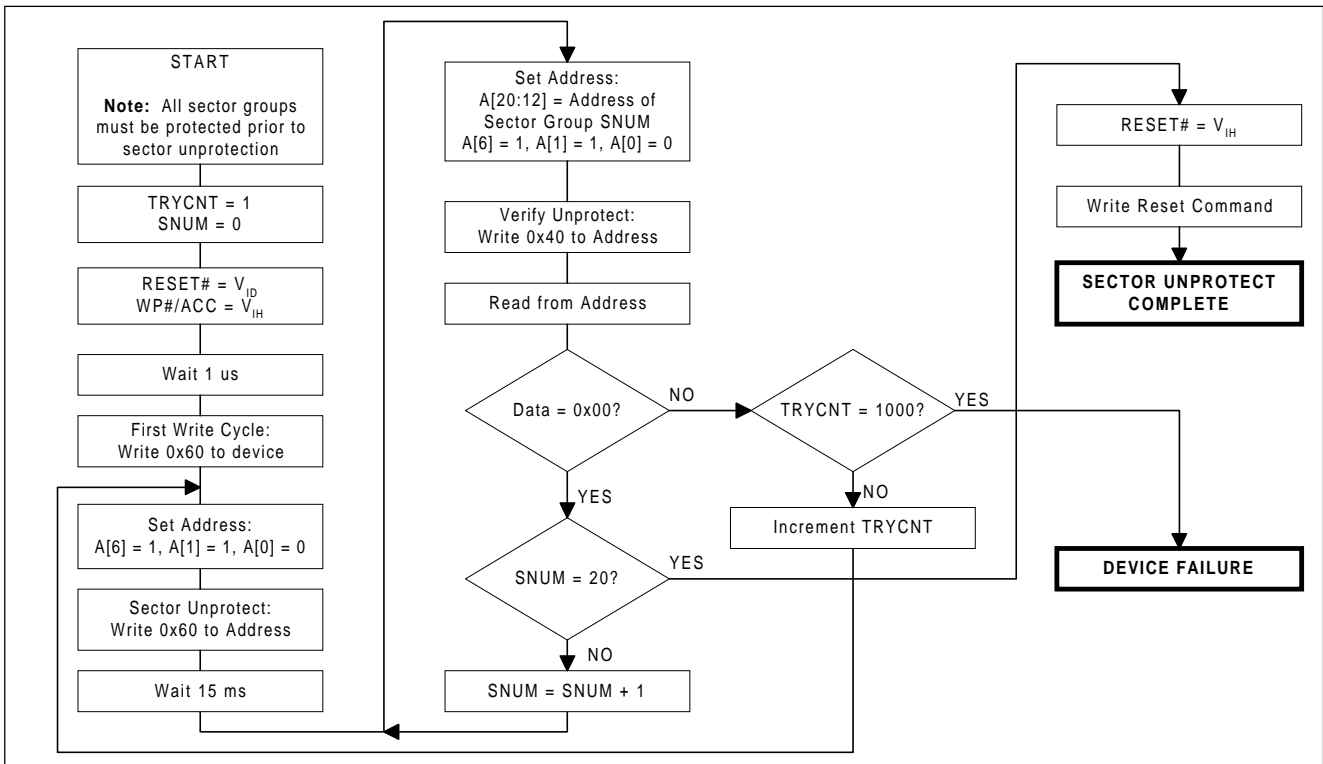 START
Note: All sector groups
must be protected prior to
sector unprotection
TRYCNT = 1
SNUM = 0
RESET# = VID
WP#/ACC = VIH
Wait 1 us
First Write Cycle:
Write 0x60 to device
Set Address:
A[6] = 1, A[1] = 1, A[0] = 0
Sector Unprotect:
Write 0x60 to Address
Wait 15 ms
Set Address:
A[20:12] = Address of
Sector Group SNUM
A[6] = 1, A[1] = 1, A[0] = 0
Verify Unprotect:
Write 0x40 to Address
Read from Address
Data = 0x00?
NO
YES
SNUM = 20?
YES
NO
SNUM = SNUM + 1
TRYCNT = 1000?
YES
NO
Increment TRYCNT
RESET# = VIH
Write Reset Command
SECTOR UNPROTECT
COMPLETE
DEVICE FAILURE